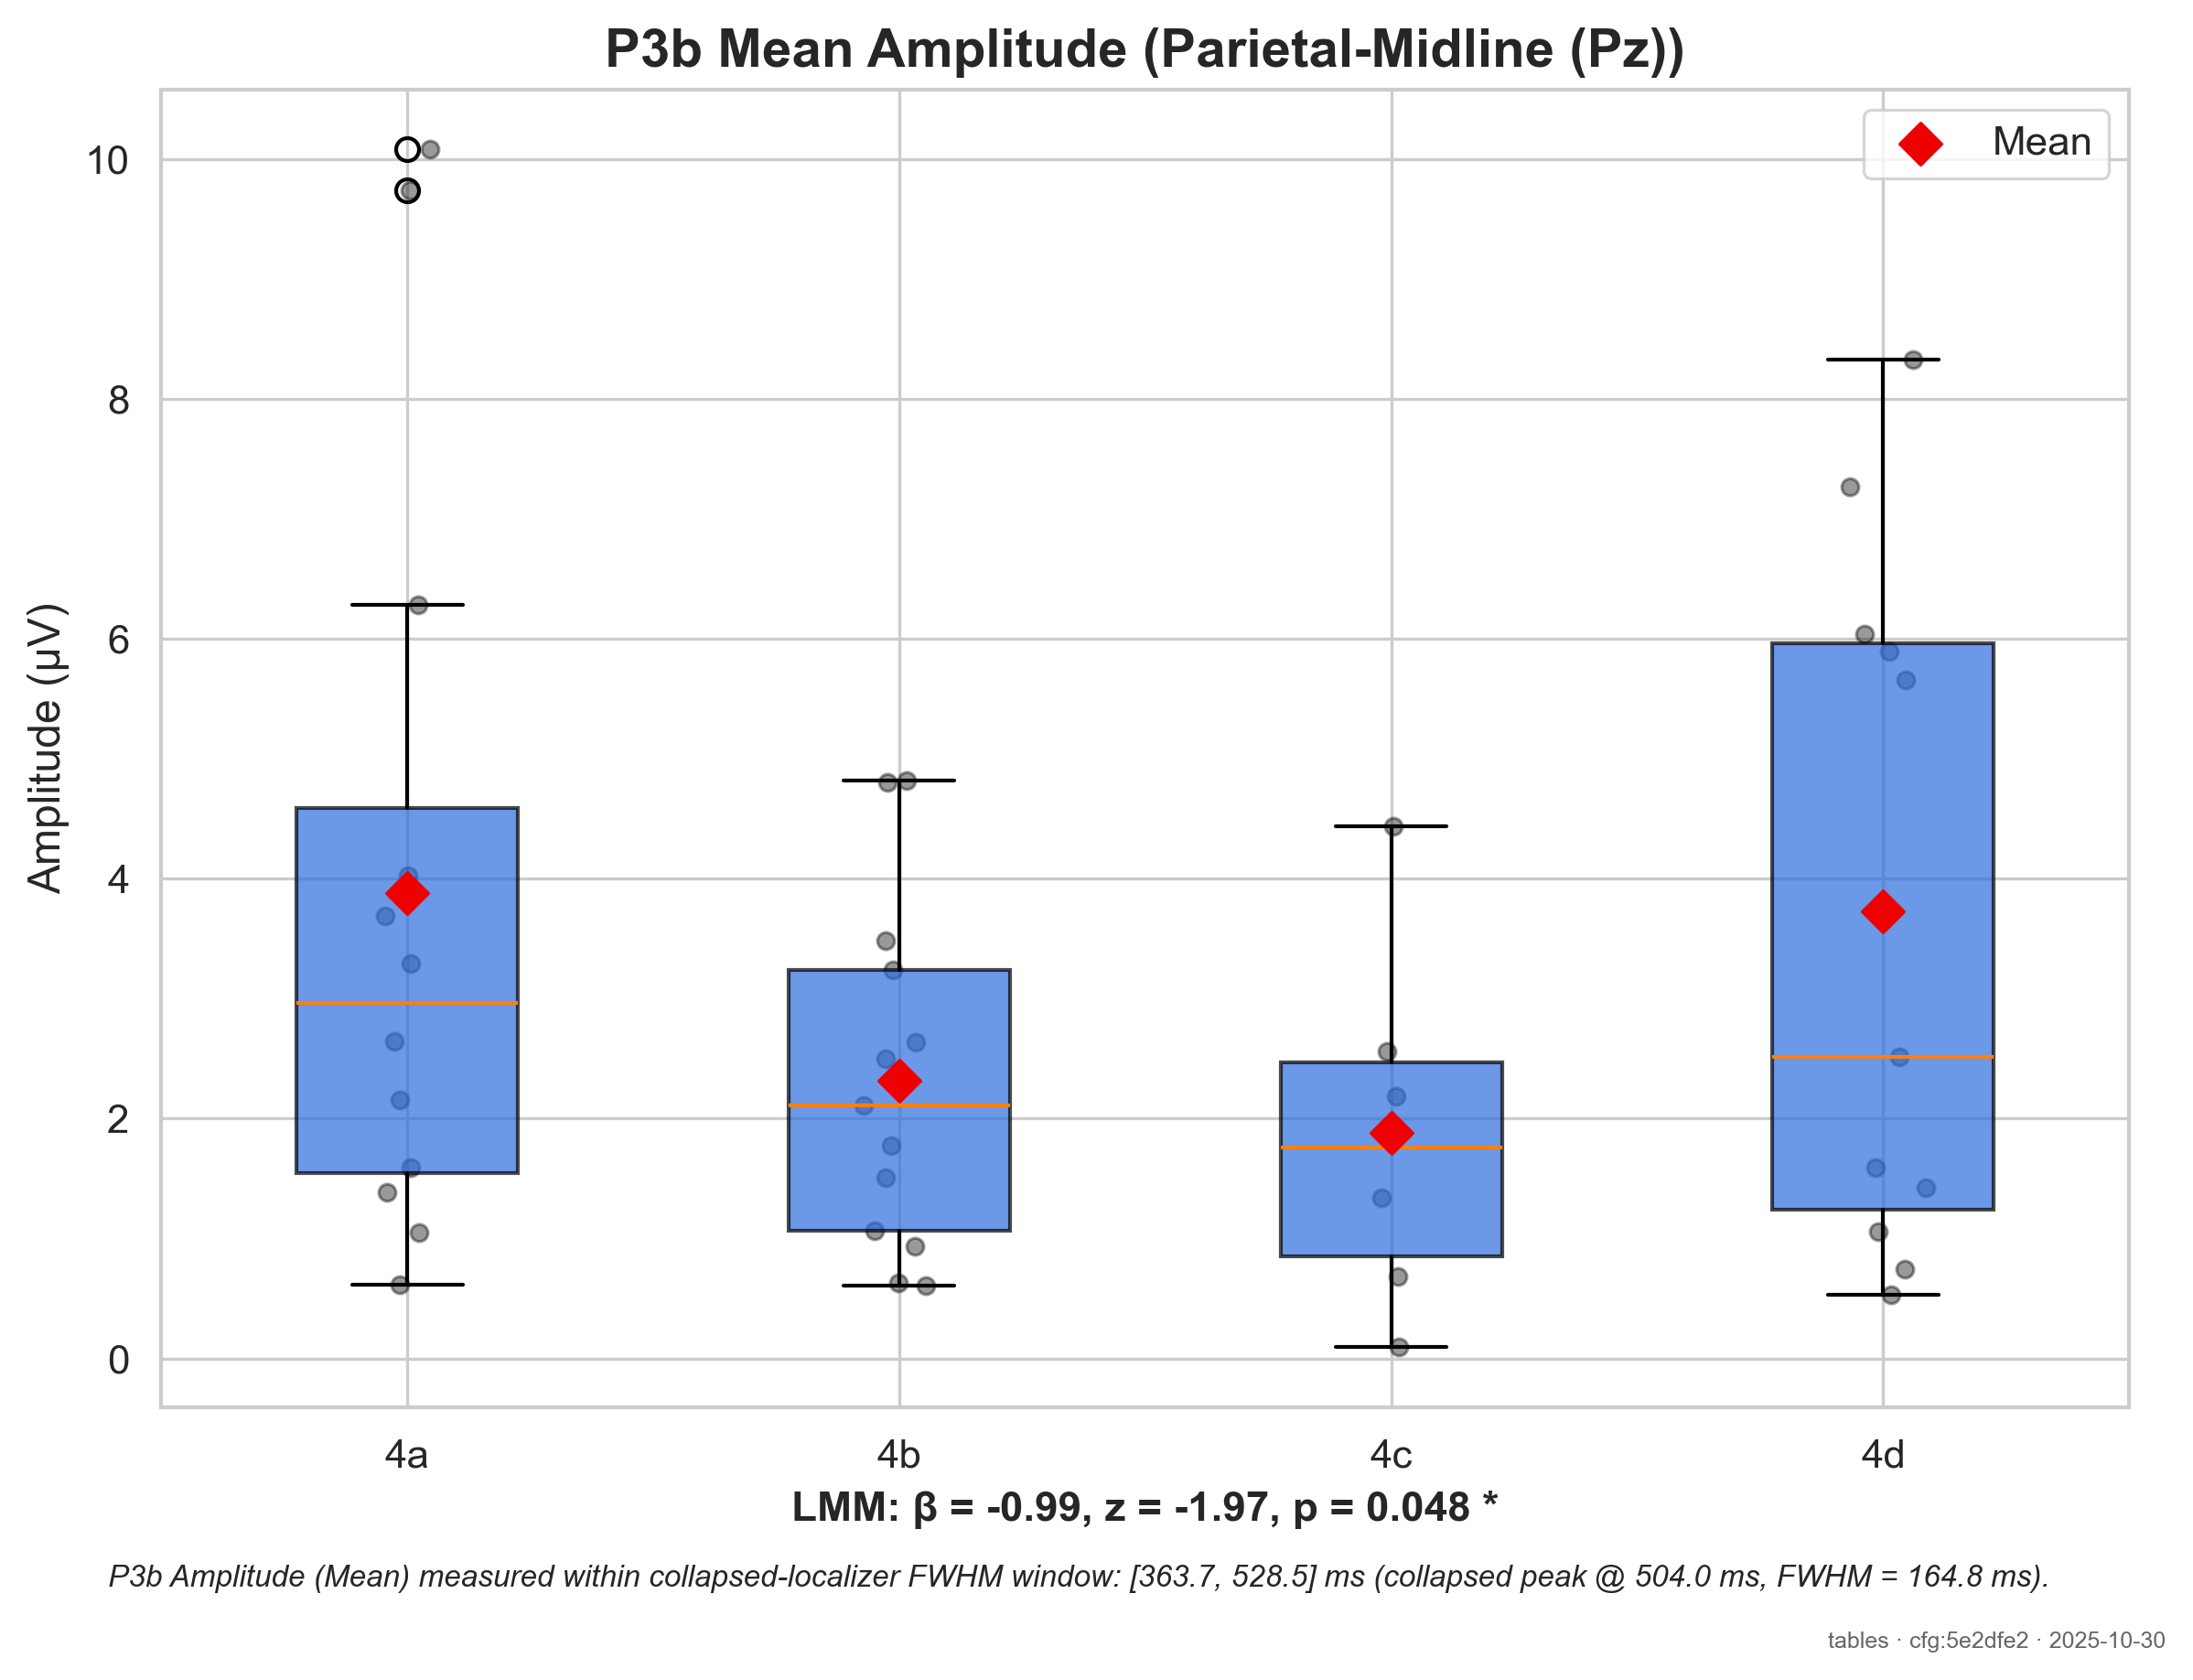 P3b Mean Amplitude (Parietal-Midline (Pz))
Mean
Amplitude (µV)
10
8
6
4
2
0
4a 4b 4c 4d
LMM: β = -0.99, z = -1.97, p = 0.048 *
P3b Amplitude (Mean) measured within collapsed-localizer FWHM window: [363.7, 528.5] ms (collapsed peak @ 504.0 ms, FWHM = 164.8 ms).
tables · cfg:5e2dfe2 · 2025-10-30